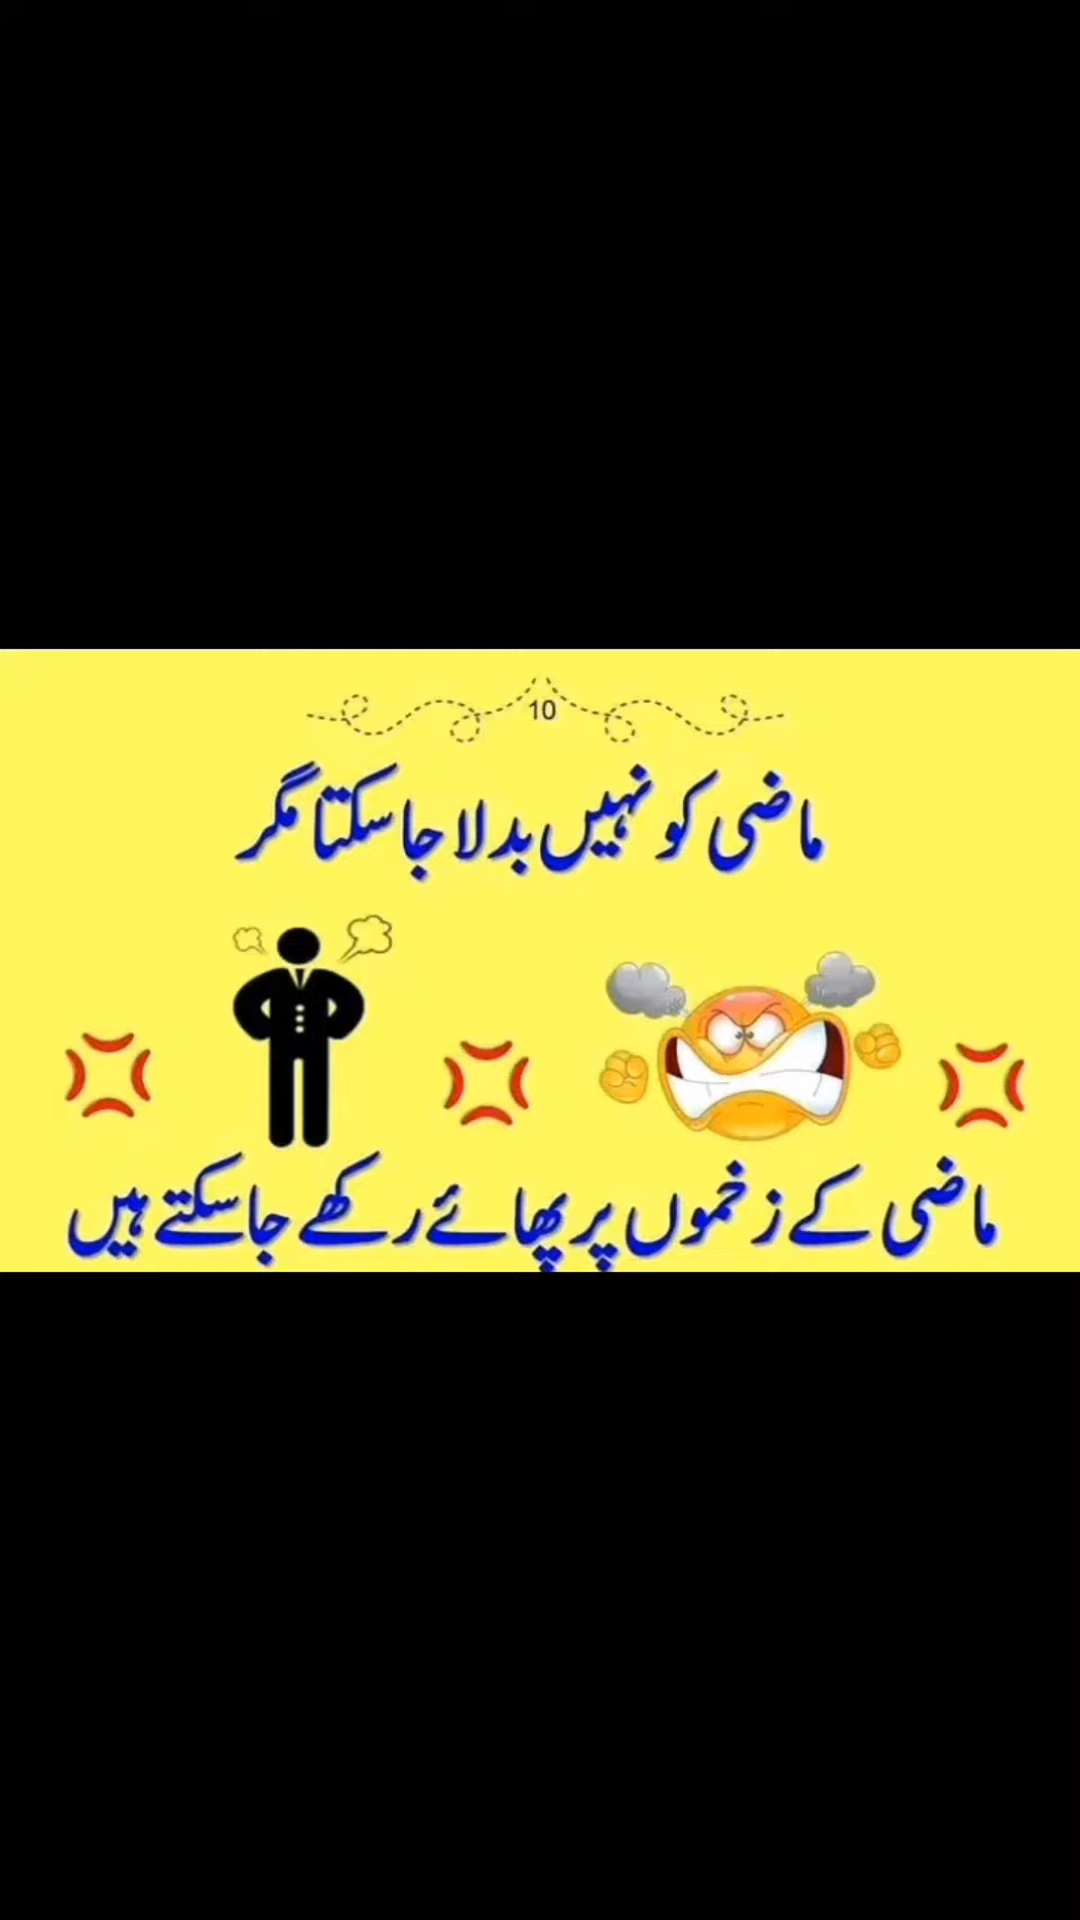 10
ماضی کو نہیں بدلا جا سکتا مگر
ماضی کے زخموں پر پھائے رکھے جا سکتے ہیں